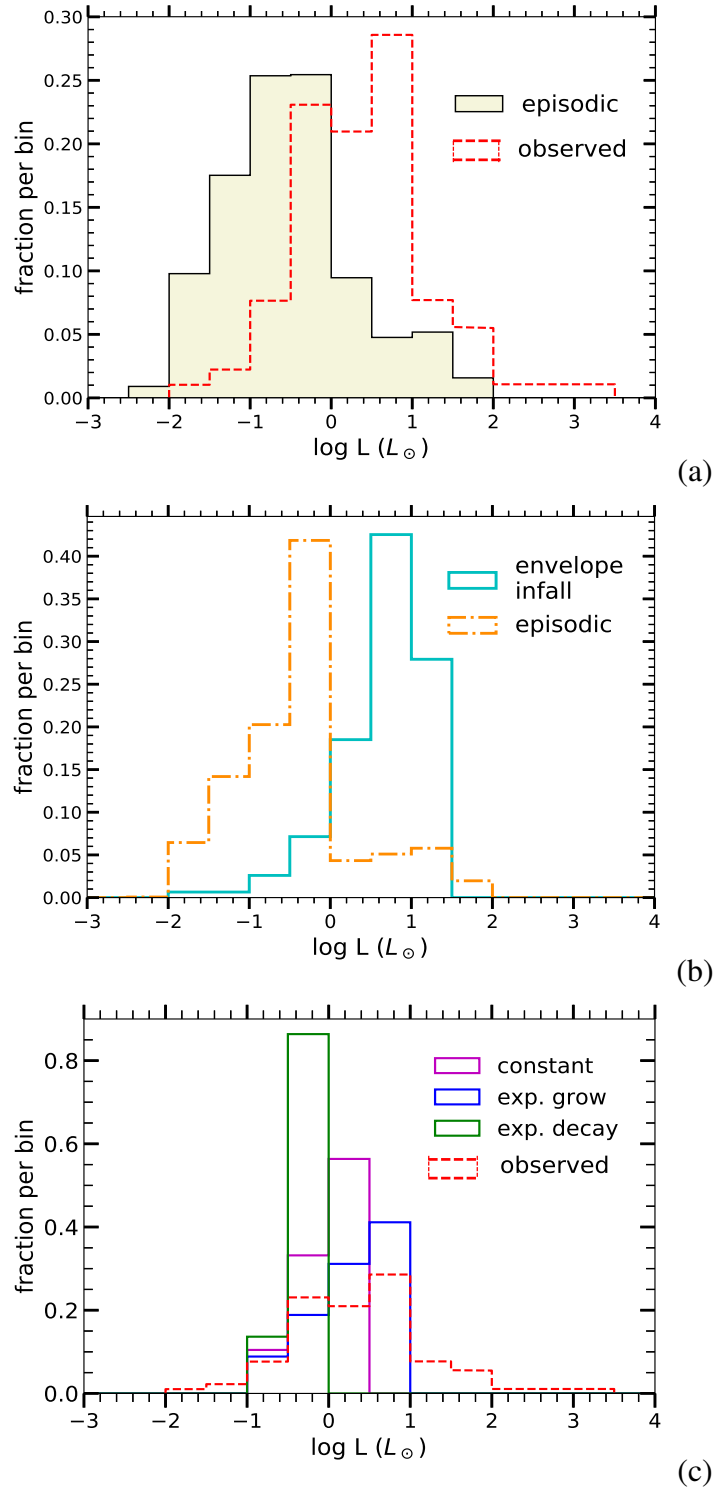 0.30
0.25
0.20
0.15
0.10
0.05
0.00
fraction per bin
episodic
observed
−3 −2 −1 0 1 2 3 4
log L (L⊙)
(a)
0.40
0.35
0.30
0.25
0.20
0.15
0.10
0.05
0.00
fraction per bin
envelope
infall
episodic
−3 −2 −1 0 1 2 3 4
log L (L⊙)
(b)
0.8
0.6
0.4
0.2
0.0
fraction per bin
constant
exp. grow
exp. decay
observed
−3 −2 −1 0 1 2 3 4
log L (L⊙)
(c)